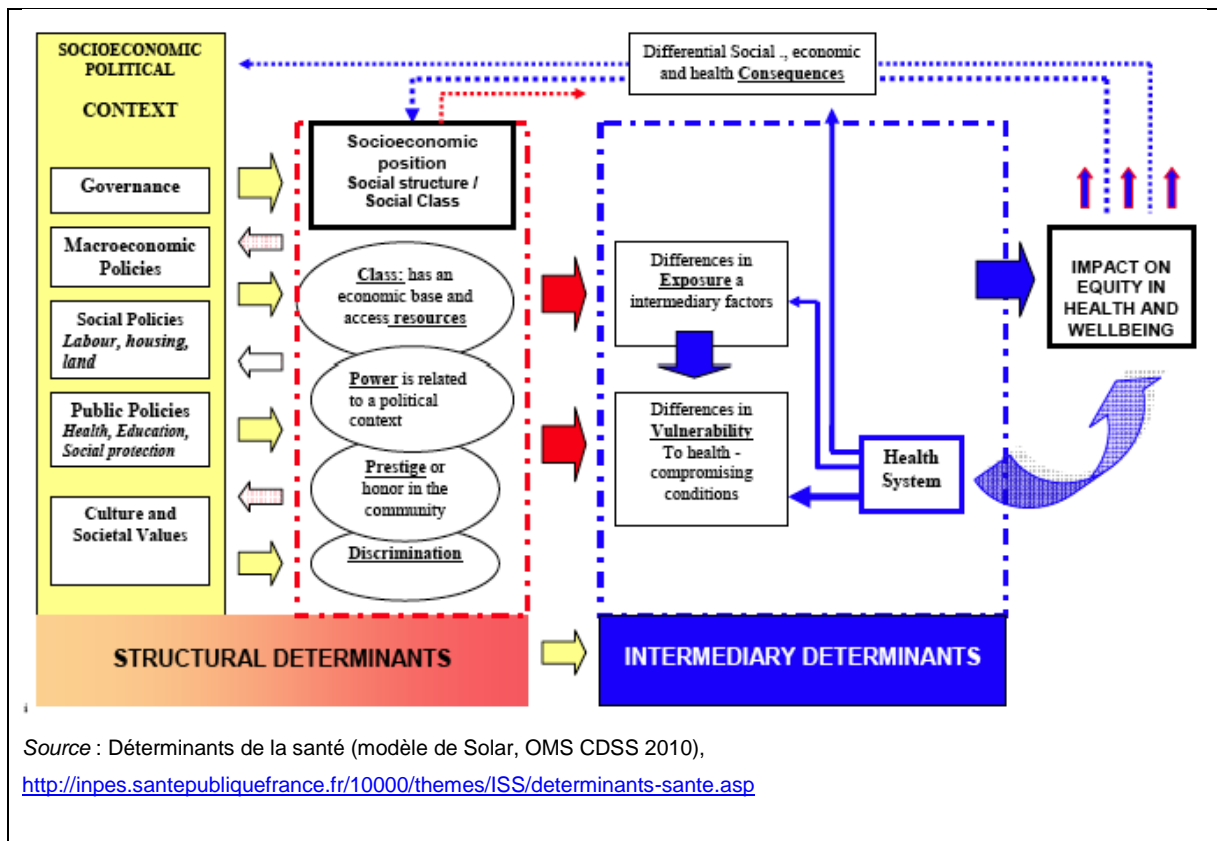 SOCIOECONOMIC
POLITICAL
CONTEXT
Governance
Macroeconomic
Policies
Social Policies
Labour, housing,
land
Public Policies
Health, Education,
Social protection
Culture and
Societal Values
Socioeconomic
position
Social structure /
Social Class
Class: has an
economic base and
access resources
Power is related
to a political
context
Prestige or
honor in the
community
Discrimination
Differential Social ., economic
and health Consequences
Differences in
Exposure a
intermediary factors
Differences in
Vulnerability
To health -
compromising
conditions
Health
System
IMPACT ON
EQUITY IN
HEALTH AND
WELLBEING
STRUCTURAL DETERMINANTS
INTERMEDIARY DETERMINANTS
i
Source : Déterminants de la santé (modèle de Solar, OMS CDSS 2010),
http://inpes.santepubliquefrance.fr/10000/themes/ISS/determinants-sante.asp